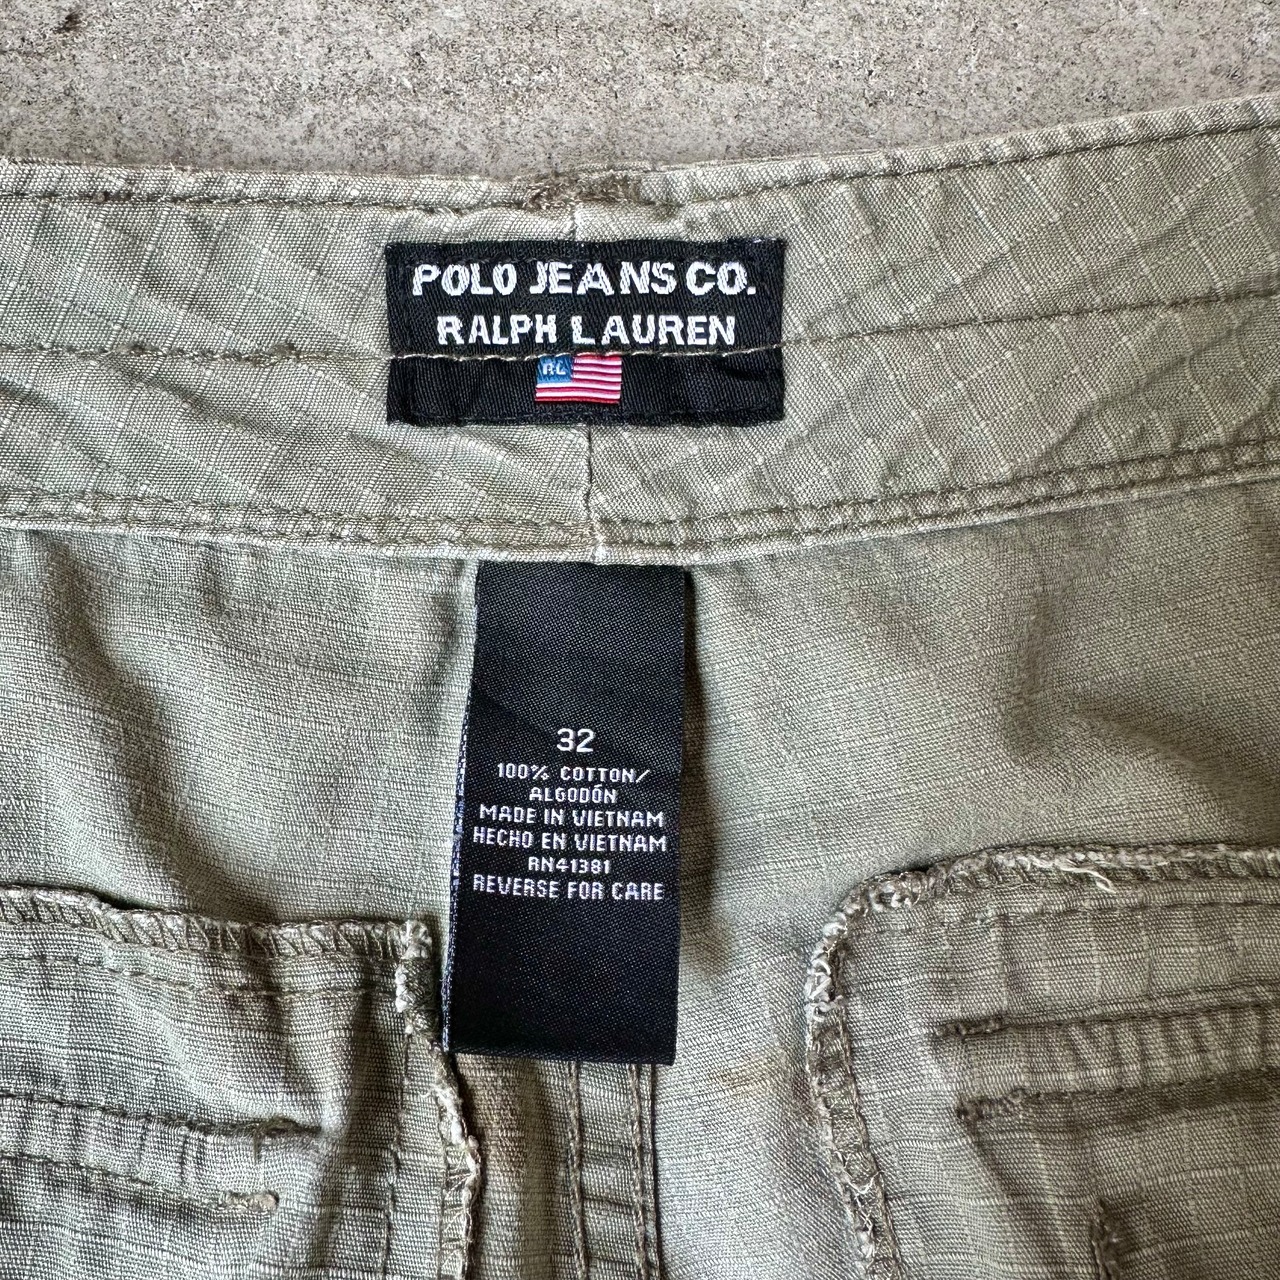 POLO JEANS CO.
RALPH LAUREN
RL
32
100% COTTON/
ALGODÓN
MADE IN VIETNAM
HECHO EN VIETNAM
RN41381
REVERSE FOR CARE